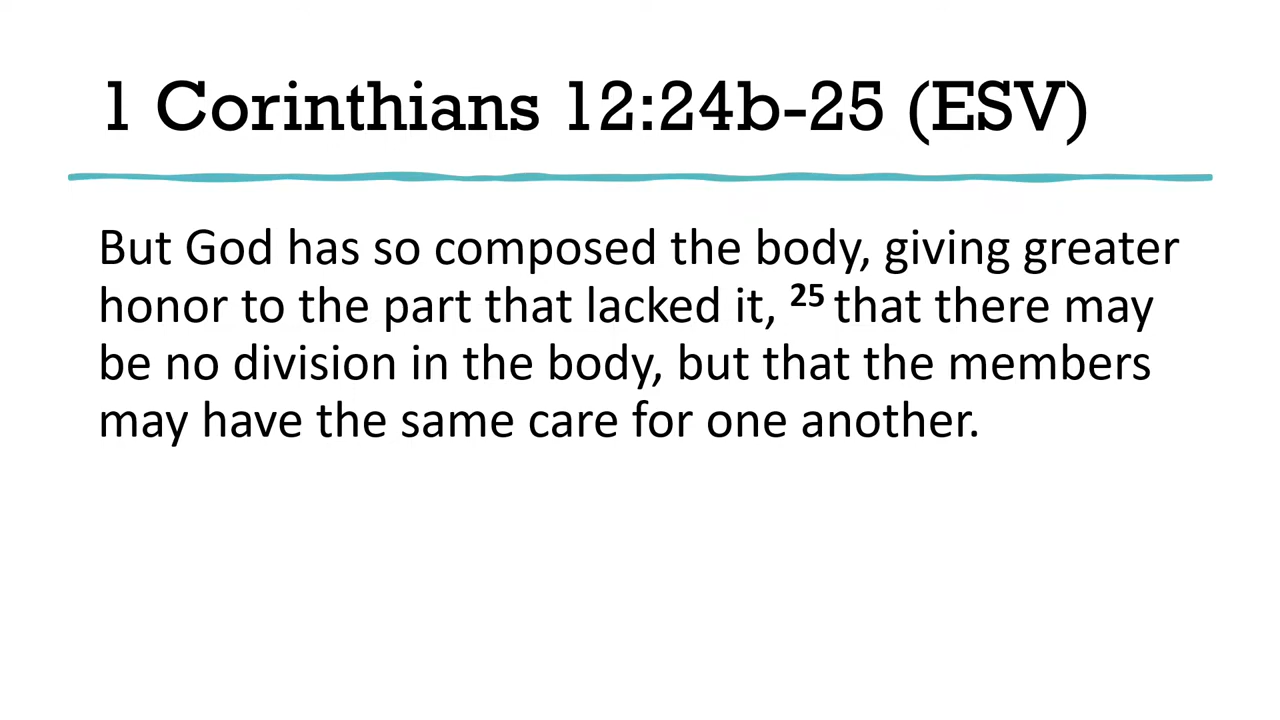 1 Corinthians 12:24b-25 (ESV)
But God has so composed the body, giving greater
honor to the part that lacked it, 25 that there may
be no division in the body, but that the members
may have the same care for one another.